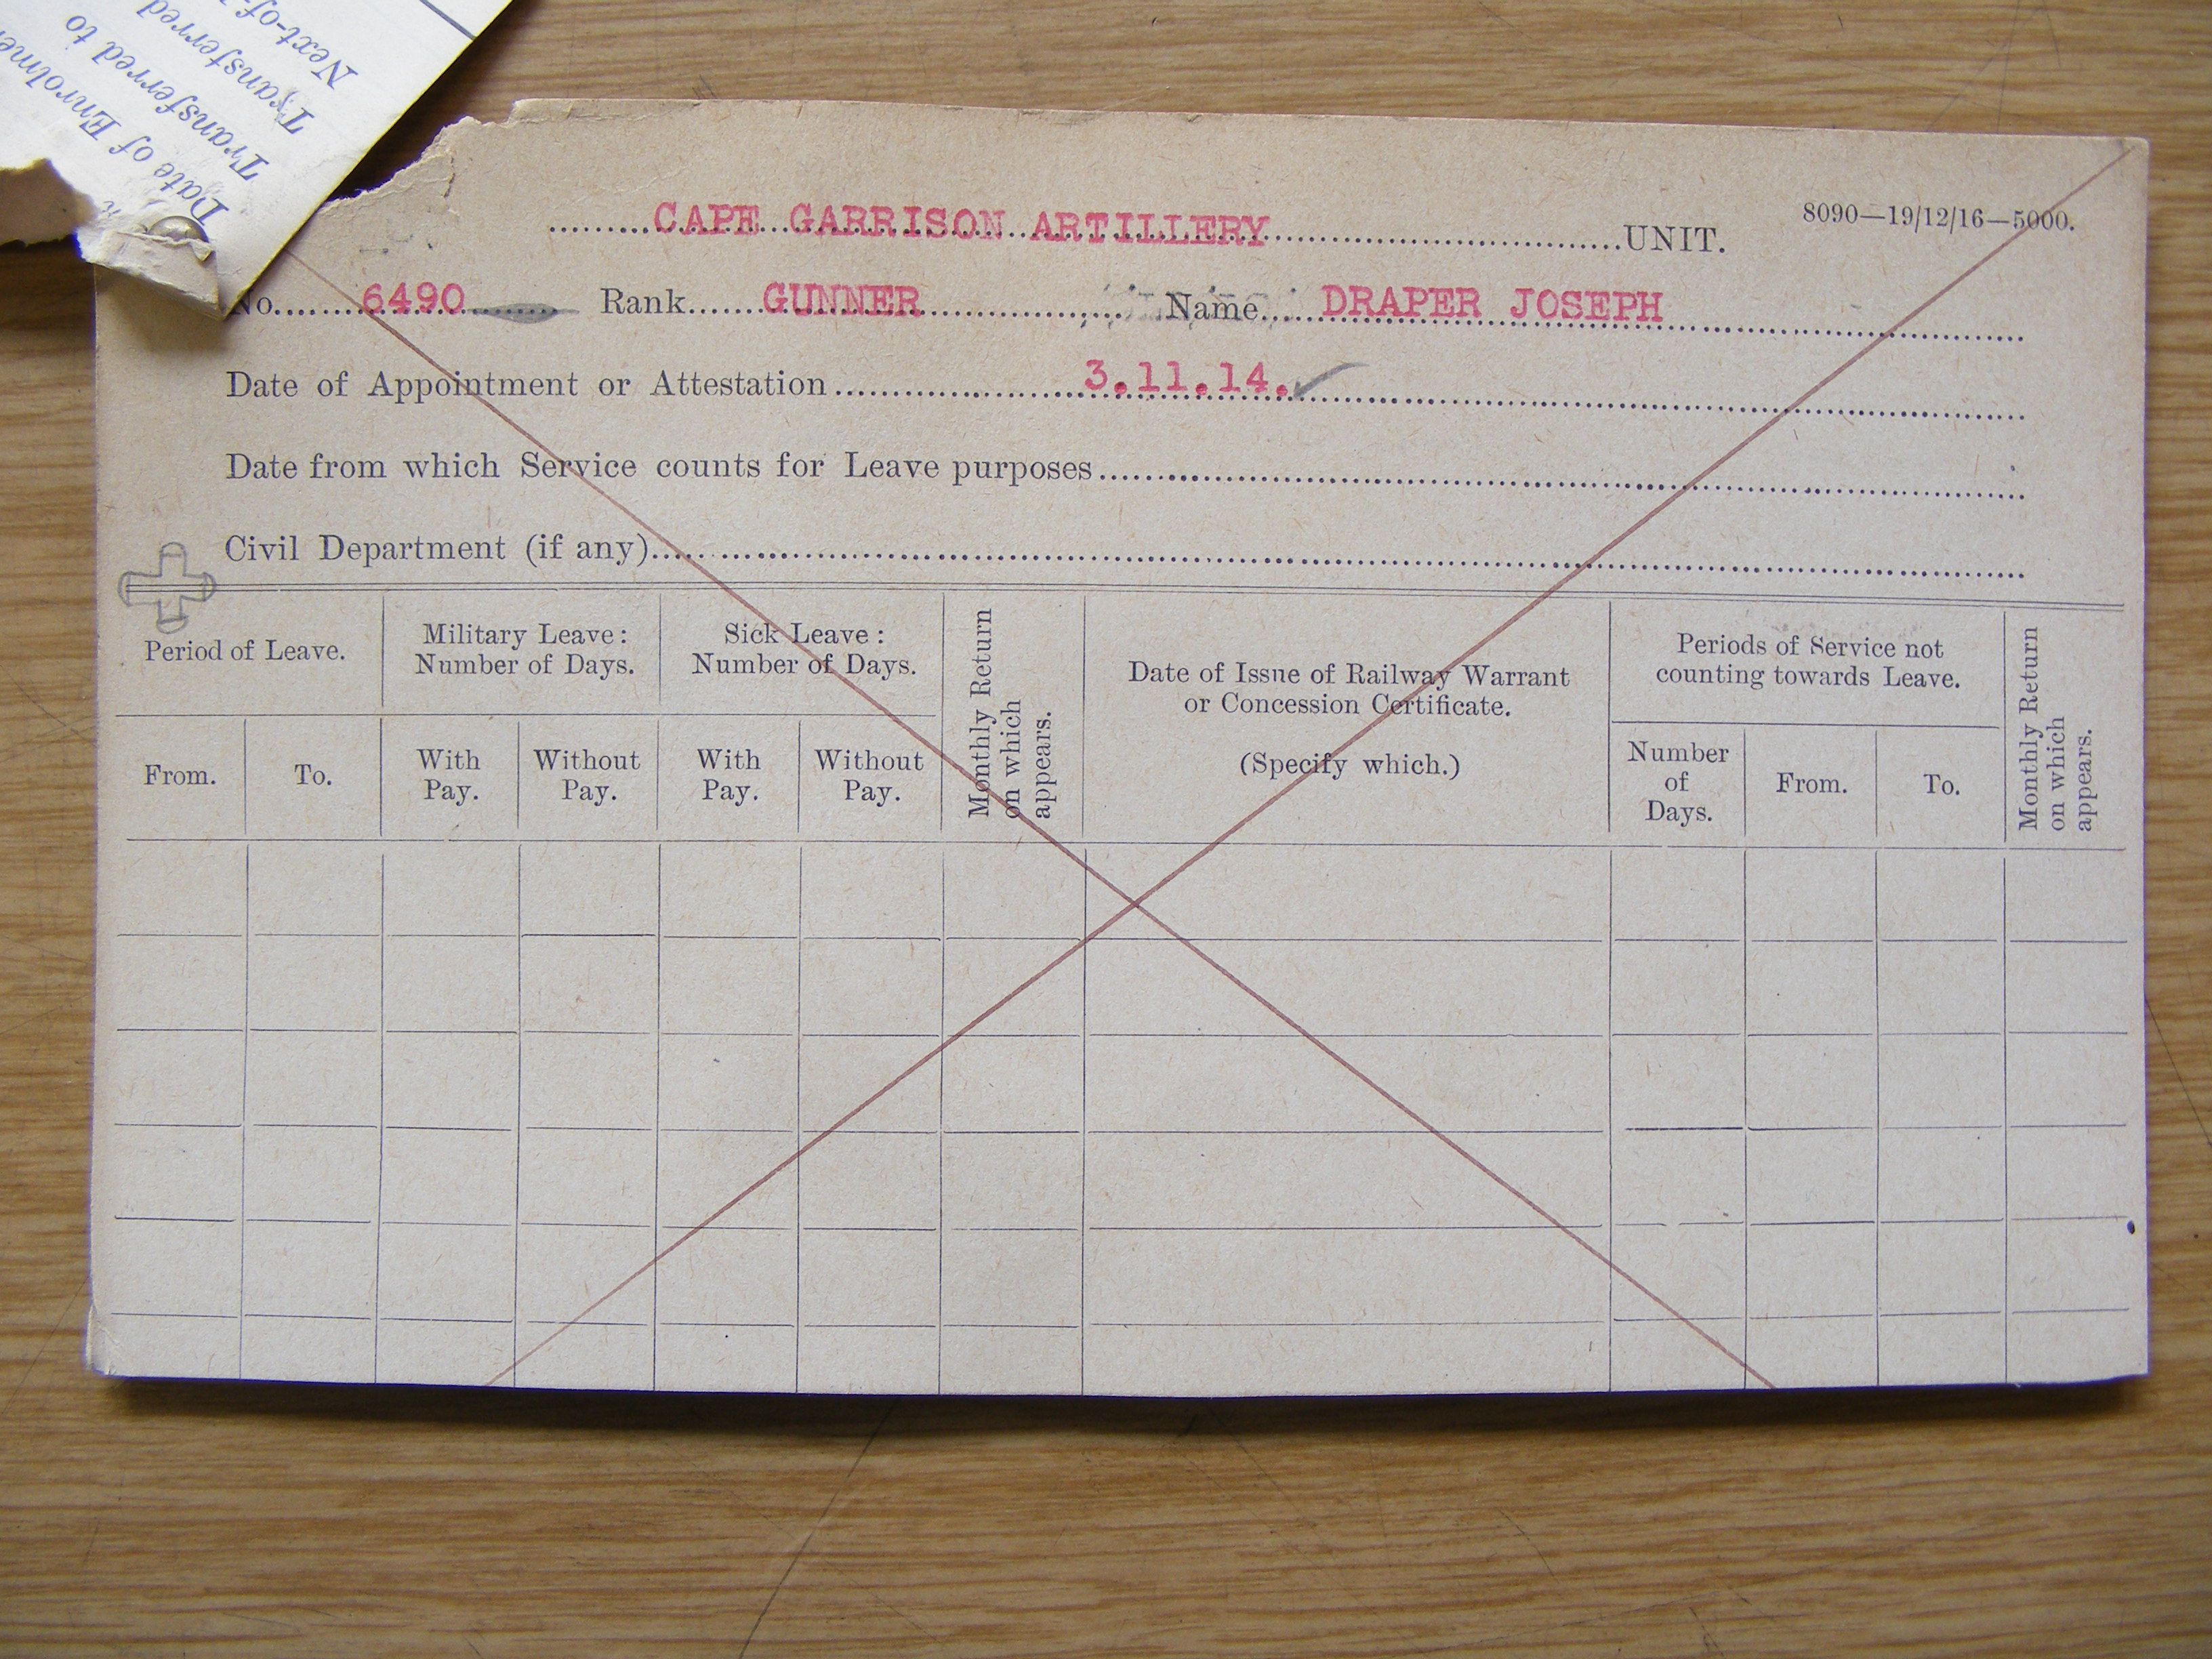 Next-of-
Transferred
Transferred to
Date of
CAPE GARRISON ARTILLERY UNIT.
8090—19/12/16—5000.
No. 6490 Rank GUNNER Name DRAPER JOSEPH
Date of Appointment or Attestation 3.11.14.
Date from which Service counts for Leave purposes
Civil Department (if any)
Period of Leave.
Military Leave:
Number of Days.
Sick Leave:
Number of Days.
Monthly Return
on which
appears.
Date of Issue of Railway Warrant
or Concession Certificate.
(Specify which.)
Periods of Service not
counting towards Leave.
Monthly Return
on which
appears.
From.
To.
With
Pay.
Without
Pay.
With
Pay.
Without
Pay.
Number
of
Days.
From.
To.